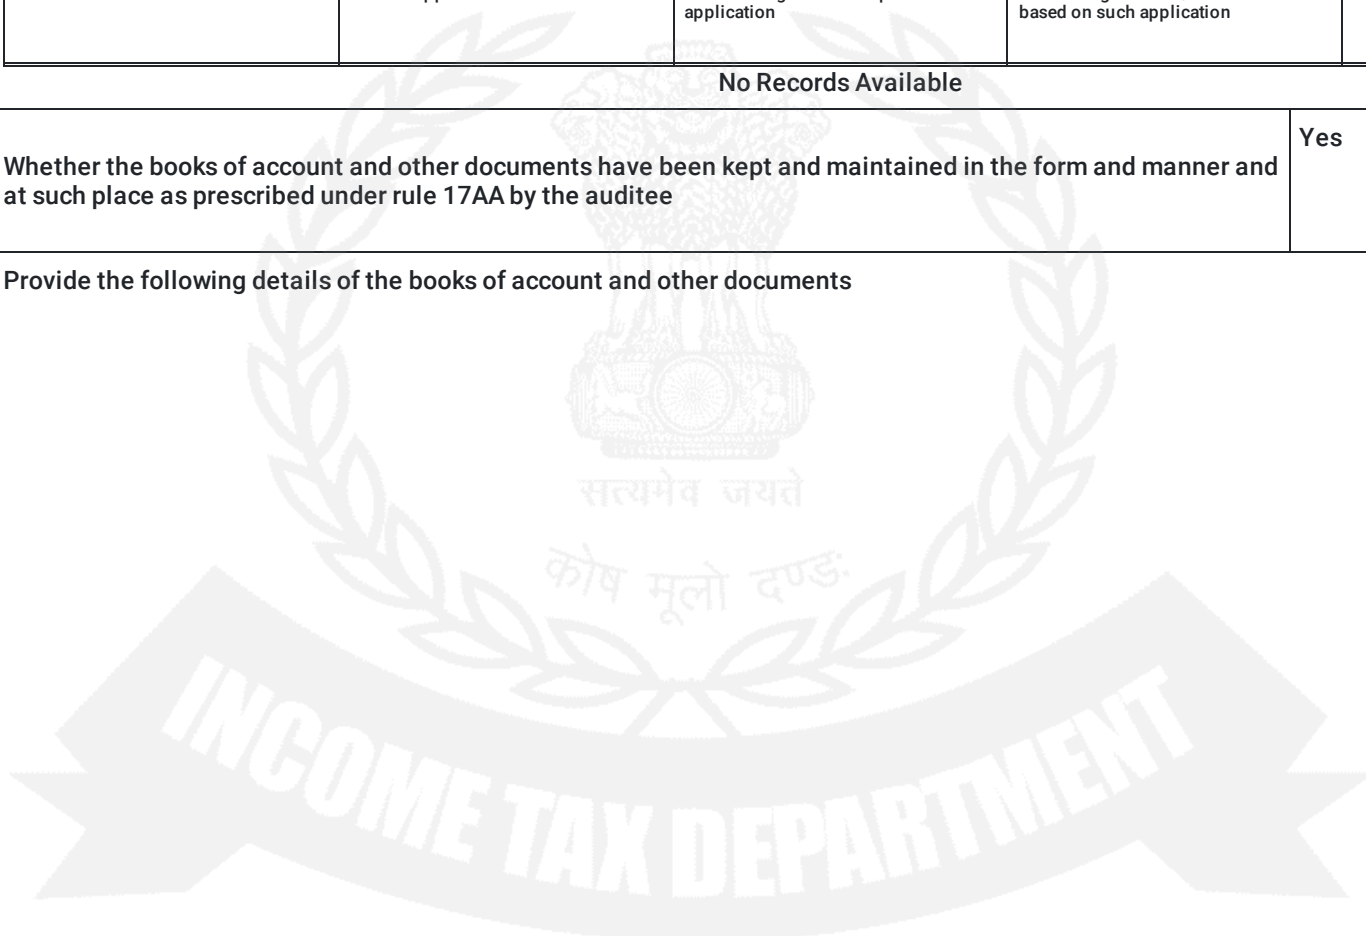 application
based on such application
No Records Available
Yes
Whether the books of account and other documents have been kept and maintained in the form and manner and
at such place as prescribed under rule 17AA by the auditee
Provide the following details of the books of account and other documents
सत्यमेव जयते
कोष मूलो दण्डः
INCOME TAX DEPARTMENT